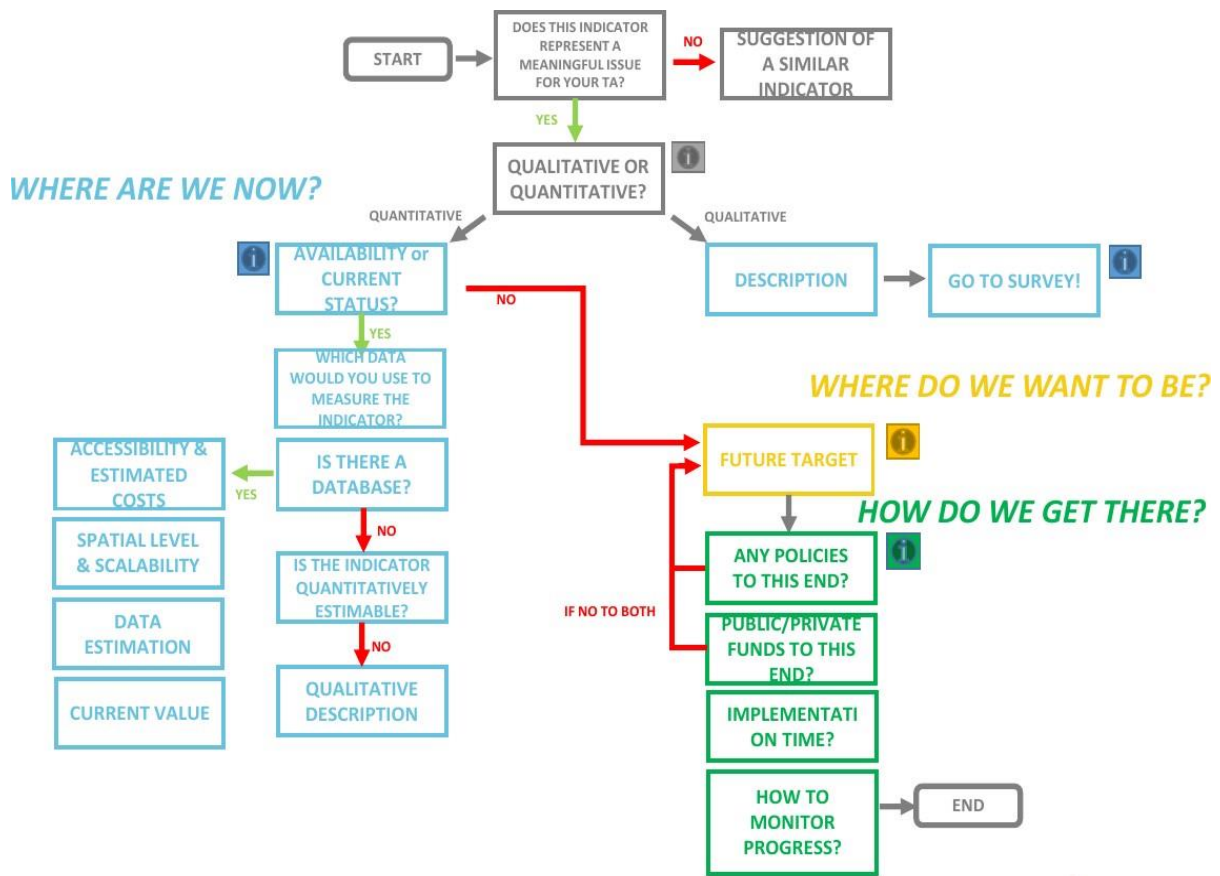 START
DOES THIS INDICATOR
REPRESENT A
MEANINGFUL ISSUE
FOR YOUR TA?
NO
SUGGESTION OF
A SIMILAR
INDICATOR
YES
QUALITATIVE OR
QUANTITATIVE?
i
WHERE ARE WE NOW?
QUANTITATIVE
QUALITATIVE
i
AVAILABILITY or
CURRENT
STATUS?
NO
DESCRIPTION
GO TO SURVEY!
i
YES
WHICH DATA
WOULD YOU USE TO
MEASURE THE
INDICATOR?
WHERE DO WE WANT TO BE?
ACCESSIBILITY &
ESTIMATED
COSTS
YES
IS THERE A
DATABASE?
FUTURE TARGET
i
NO
HOW DO WE GET THERE?
SPATIAL LEVEL
& SCALABILITY
IS THE INDICATOR
QUANTITATIVELY
ESTIMABLE?
ANY POLICIES
TO THIS END?
i
IF NO TO BOTH
DATA
ESTIMATION
NO
PUBLIC/PRIVATE
FUNDS TO THIS
END?
CURRENT VALUE
QUALITATIVE
DESCRIPTION
IMPLEMENTATI
ON TIME?
HOW TO
MONITOR
PROGRESS?
END